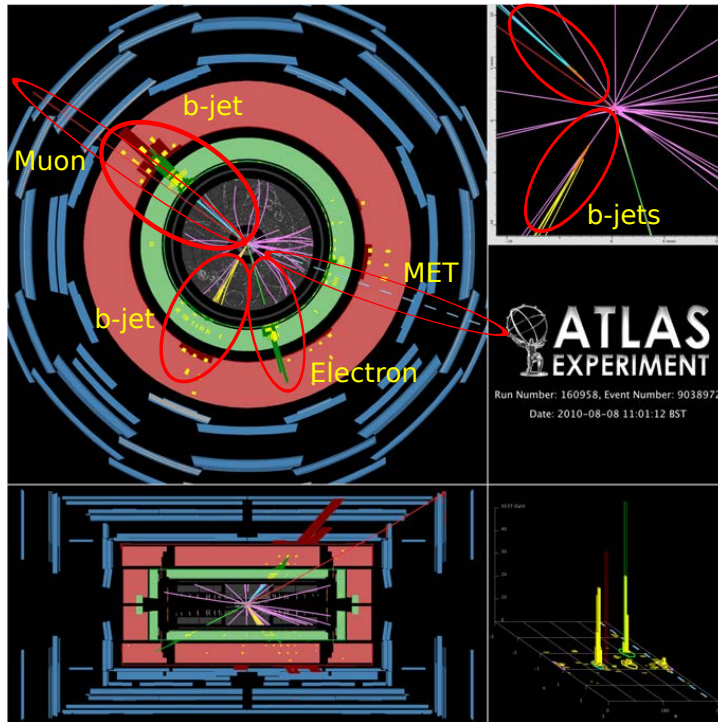 b-jet
Muon
MET
b-jet
Electron
b-jets
ATLAS
EXPERIMENT
Run Number: 160958, Event Number: 9038972
Date: 2010-08-08 11:01:12 BST